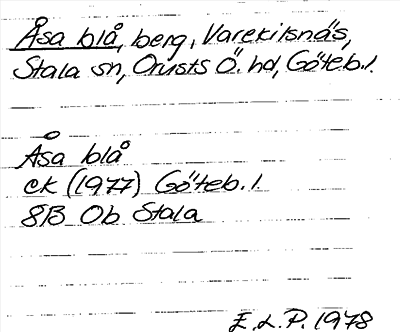 Åsa blå, berg, Varekilsnäs,
Stala sn, Orusts Ö. hd, Göteb. l.
Åsa blå
ek (1977) Göteb. l.
8B Ob Stala
E.L.P. 1978